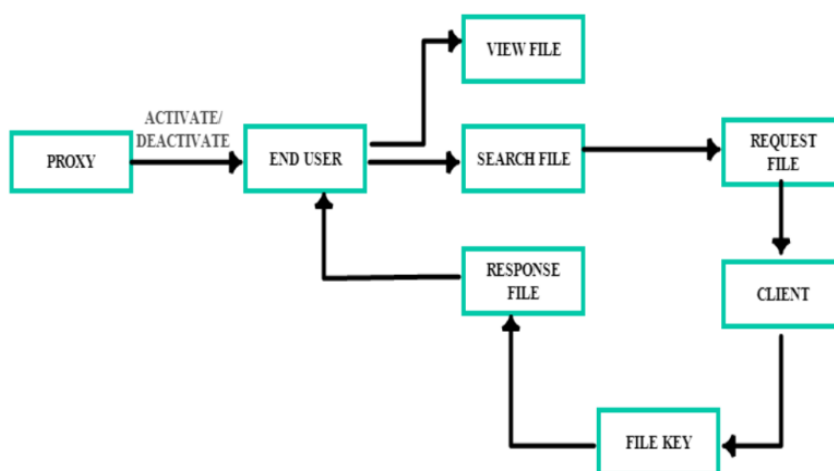 VIEW FILE
ACTIVATE/
DEACTIVATE
PROXY
END USER
SEARCH FILE
REQUEST
FILE
RESPONSE
FILE
CLIENT
FILE KEY